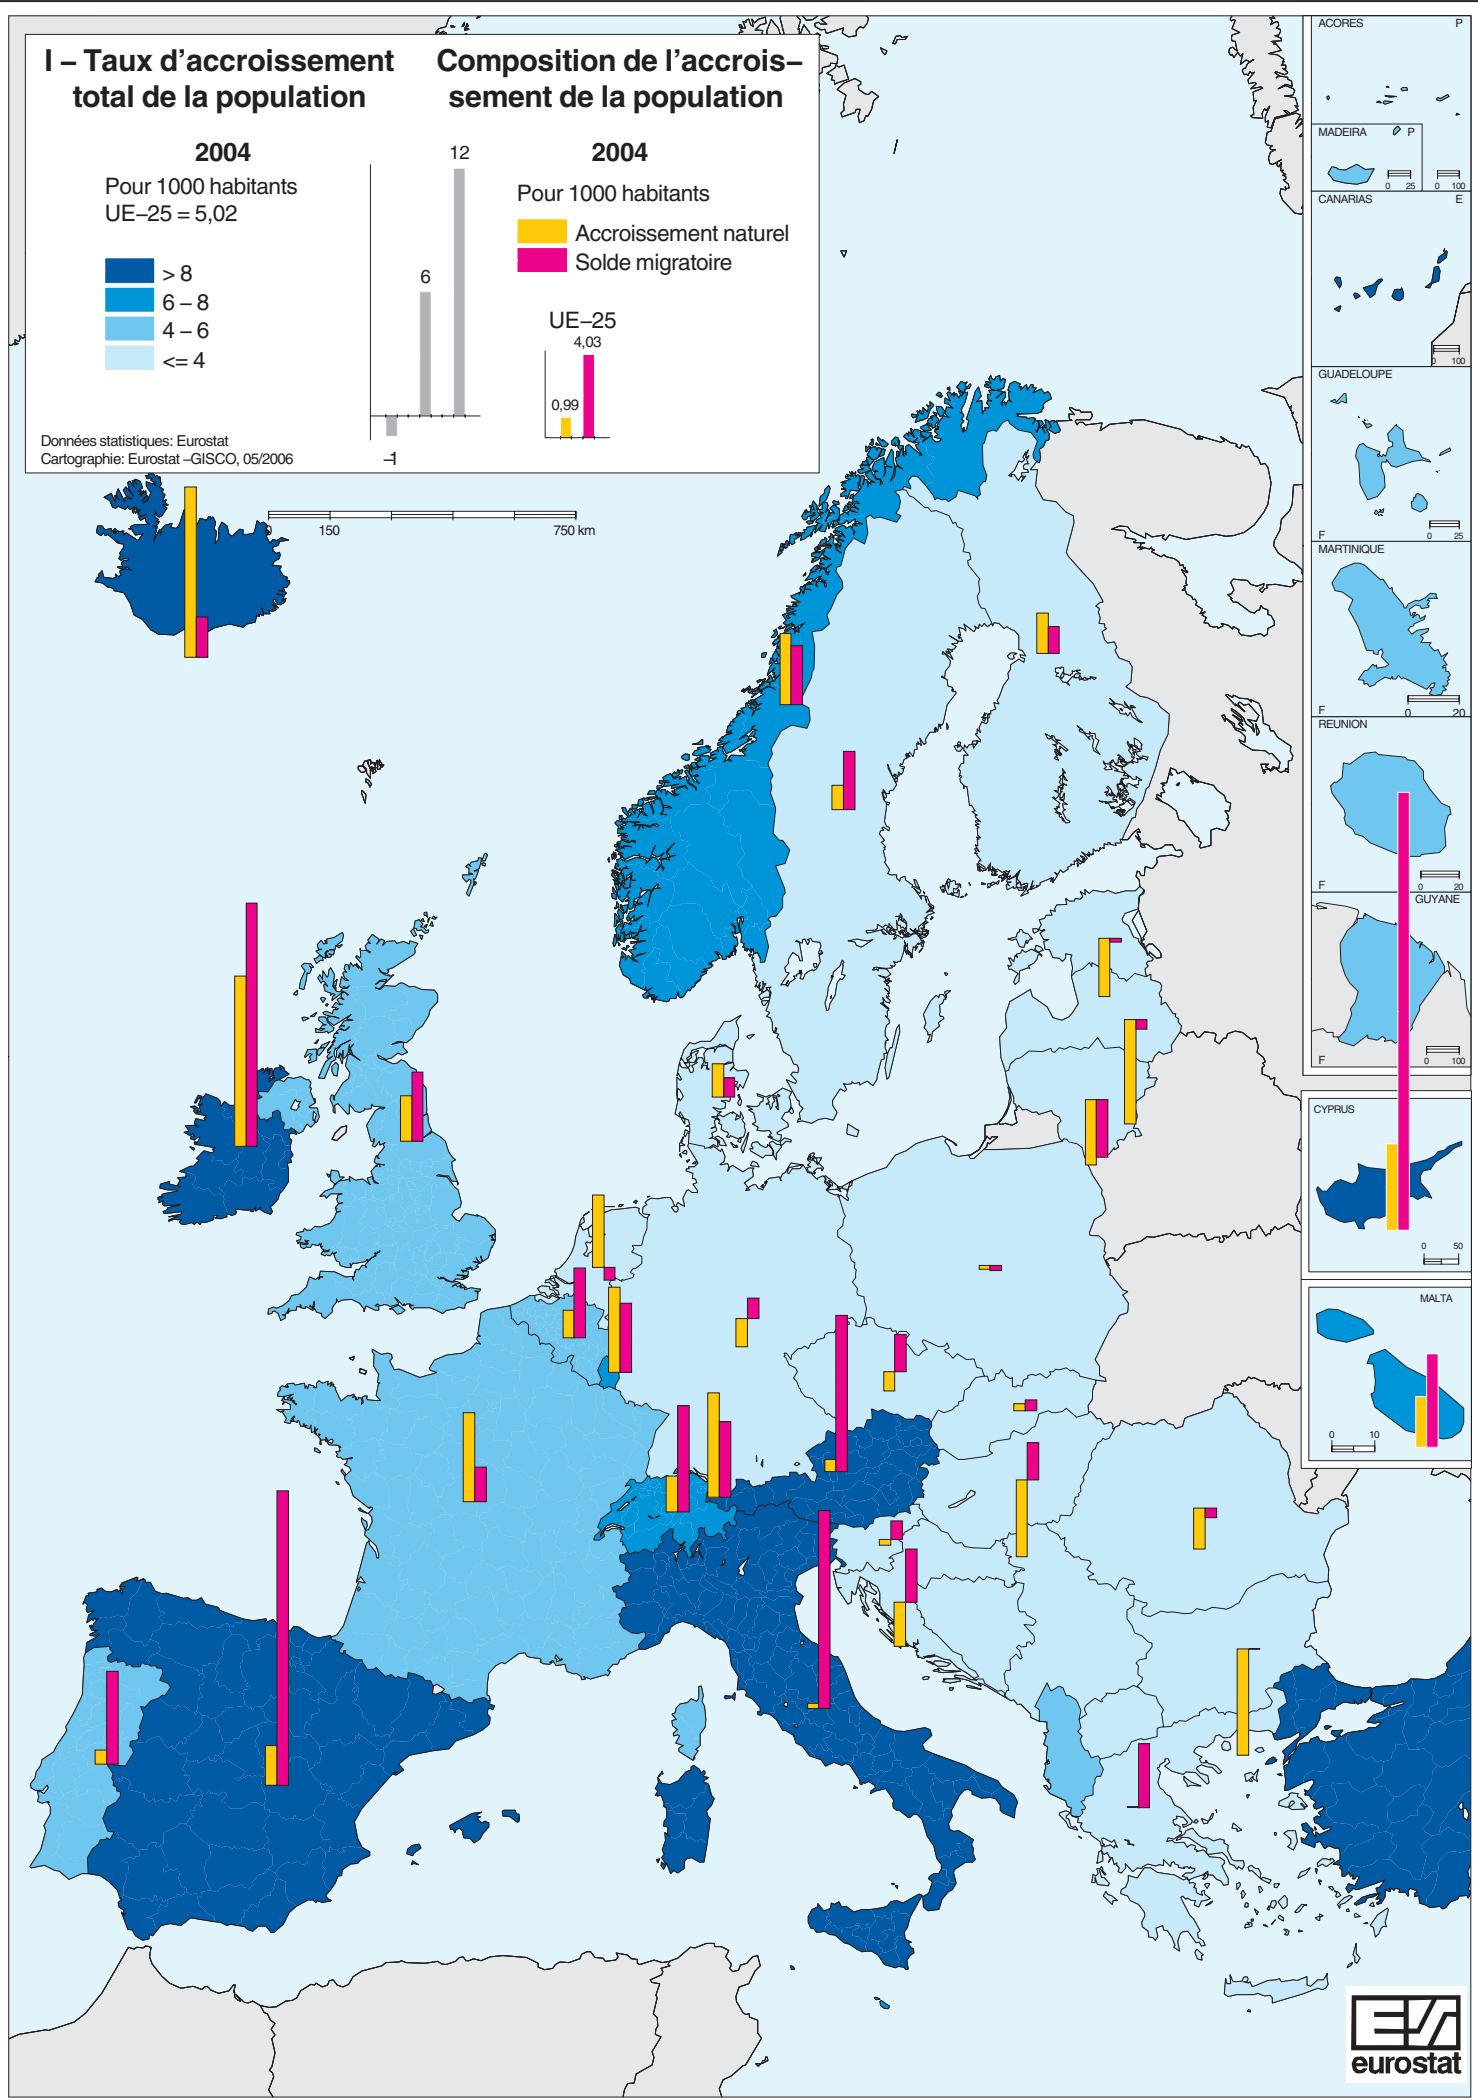 I – Taux d'accroissement
total de la population
2004
Pour 1000 habitants
UE–25 = 5,02
> 8
6 – 8
4 – 6
<= 4
Données statistiques: Eurostat
Cartographie: Eurostat –GISCO, 05/2006
Composition de l'accrois–
sement de la population
12
6
–1
2004
Pour 1000 habitants
Accroissement naturel
Solde migratoire
UE–25
4,03
0,99
0 150 750 km
ACORES P
MADEIRA P
0 25 0 100
CANARIAS E
0 100
GUADELOUPE
F 0 25
MARTINIQUE
F 0 20
REUNION
F 0 20
GUYANE
F 0 100
CYPRUS
0 50
MALTA
0 10
eurostat